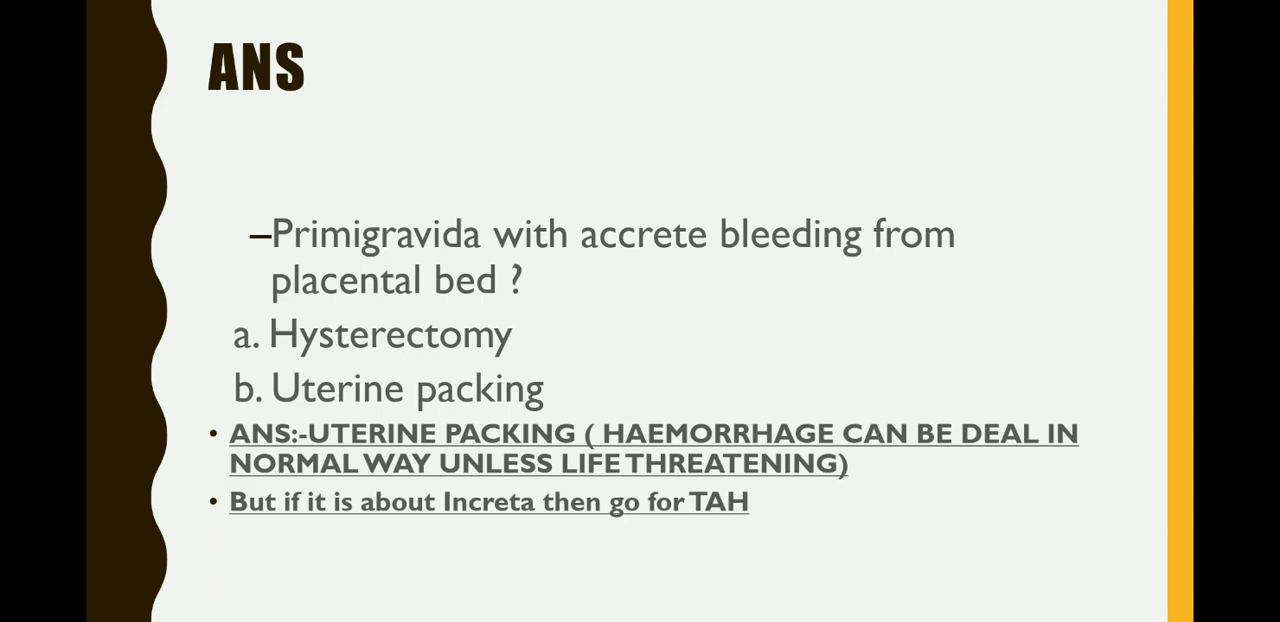 ANS
–Primigravida with accrete bleeding from
placental bed ?
a. Hysterectomy
b. Uterine packing
• ANS:-UTERINE PACKING ( HAEMORRHAGE CAN BE DEAL IN
NORMAL WAY UNLESS LIFE THREATENING)
• But if it is about Increta then go for TAH